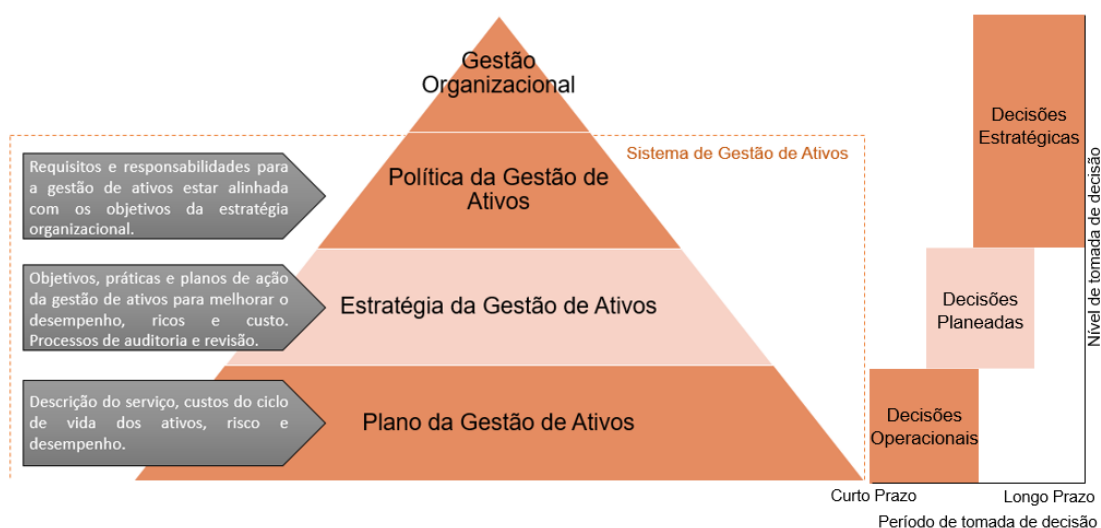 Gestão
Organizacional
Sistema de Gestão de Ativos
Requisitos e responsabilidades para
a gestão de ativos estar alinhada
com os objetivos da estratégia
organizacional.
Política da Gestão de
Ativos
Objetivos, práticas e planos de ação
da gestão de ativos para melhorar o
desempenho, ricos e custo.
Processos de auditoria e revisão.
Estratégia da Gestão de Ativos
Descrição do serviço, custos do ciclo
de vida dos ativos, risco e
desempenho.
Plano da Gestão de Ativos
Decisões
Estratégicas
Decisões
Planeadas
Decisões
Operacionais
Nível de tomada de decisão
Curto Prazo
Longo Prazo
Período de tomada de decisão